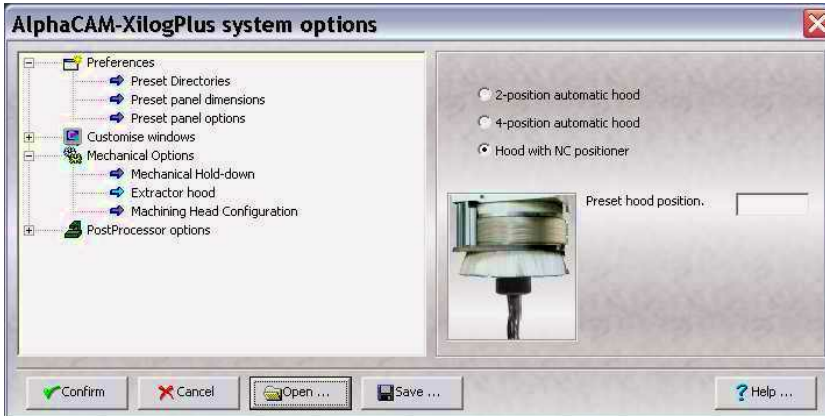 AlphaCAM-XilogPlus system options
Preferences
Preset Directories
Preset panel dimensions
Preset panel options
Customise windows
Mechanical Options
Mechanical Hold-down
Extractor hood
Machining Head Configuration
PostProcessor options
2-position automatic hood
4-position automatic hood
Hood with NC positioner
Preset hood position.
Confirm
Cancel
Open ...
Save ...
Help ...